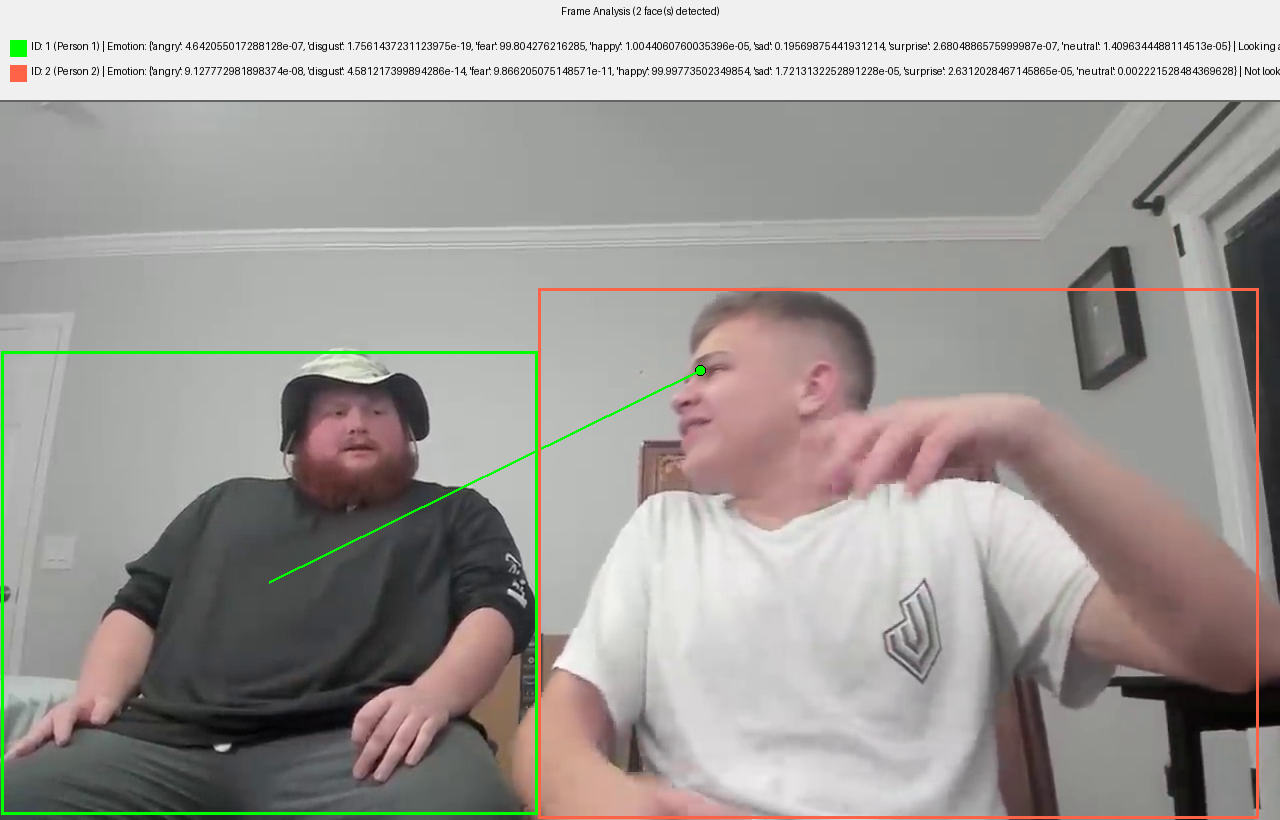 Frame Analysis (2 face(s) detected)
ID: 1 (Person 1) | Emotion: {'angry': 4.642055017288128e-07, 'disgust': 1.7561437231123975e-19, 'fear': 99.804276216285, 'happy': 1.0044060760035386e-05, 'sad': 0.19569875441931214, 'surprise': 2.6804886575999987e-07, 'neutral': 1.4096344488114513e-05} | Looking a
ID: 2 (Person 2) | Emotion: {'angry': 9.127772981898374e-08, 'disgust': 4.581217399894286e-14, 'fear': 9.866205075148571e-11, 'happy': 99.99773502349854, 'sad': 1.7213132252891228e-05, 'surprise': 2.6312028467145865e-05, 'neutral': 0.002221528484369628} | Not look